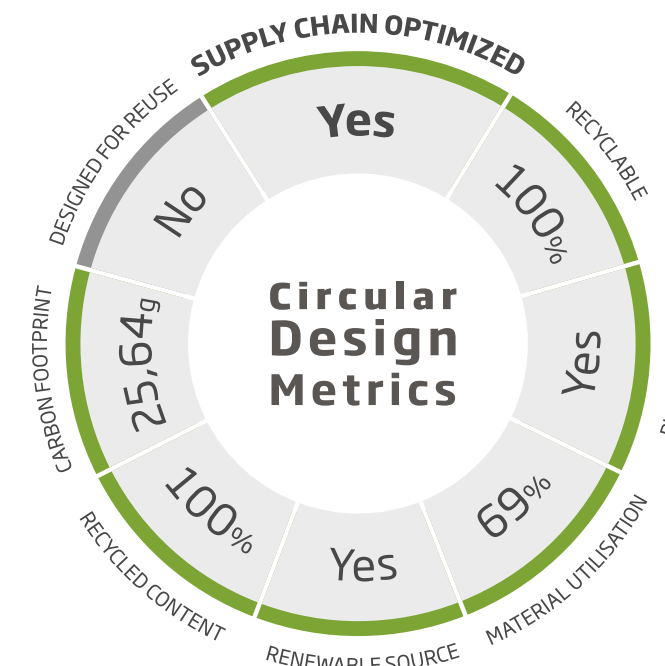 SUPPLY CHAIN OPTIMIZED
Yes
RECYCLABLE
100%
Yes
MATERIAL UTILISATION
69%
RENEWABLE SOURCE
Yes
RECYCLED CONTENT
100%
CARBON FOOTPRINT
25,64g
DESIGNED FOR REUSE
No
Circular
Design
Metrics